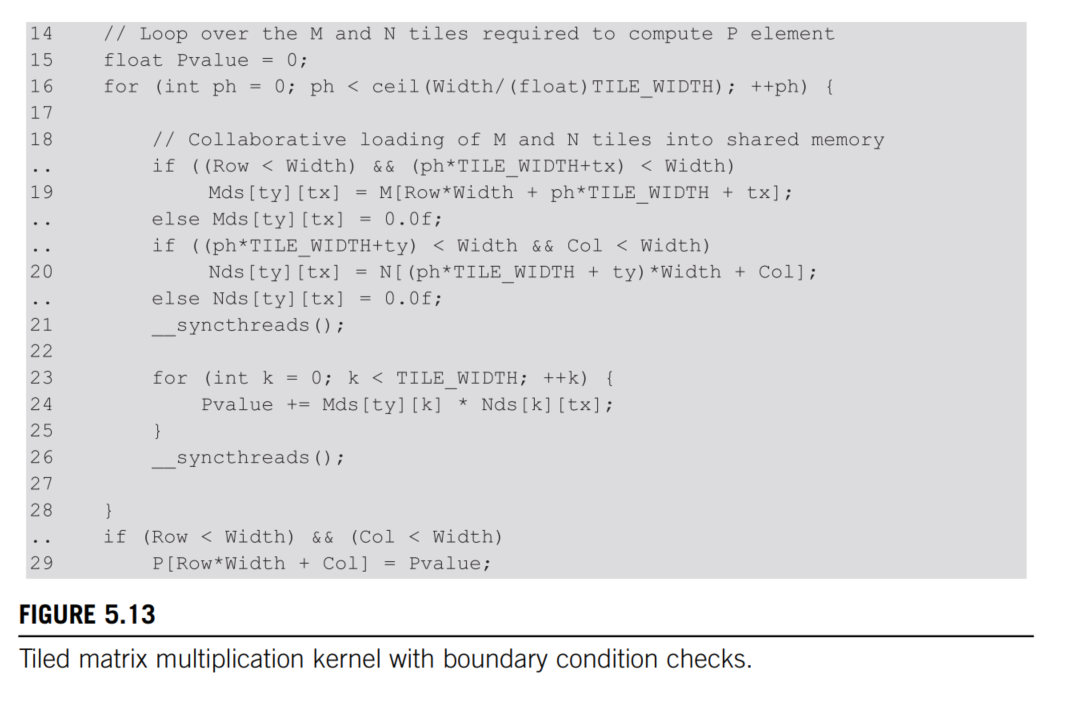 14 // Loop over the M and N tiles required to compute P element
15 float Pvalue = 0;
16 for (int ph = 0; ph < ceil(Width/(float)TILE_WIDTH); ++ph) {
17
18 // Collaborative loading of M and N tiles into shared memory
.. if ((Row < Width) && (ph*TILE_WIDTH+tx) < Width)
19 Mds[ty][tx] = M[Row*Width + ph*TILE_WIDTH + tx];
.. else Mds[ty][tx] = 0.0f;
.. if ((ph*TILE_WIDTH+ty) < Width && Col < Width)
20 Nds[ty][tx] = N[(ph*TILE_WIDTH + ty)*Width + Col];
.. else Nds[ty][tx] = 0.0f;
21 __syncthreads();
22
23 for (int k = 0; k < TILE_WIDTH; ++k) {
24 Pvalue += Mds[ty][k] * Nds[k][tx];
25 }
26 __syncthreads();
27
28 }
.. if (Row < Width) && (Col < Width)
29 P[Row*Width + Col] = Pvalue;
FIGURE 5.13
Tiled matrix multiplication kernel with boundary condition checks.